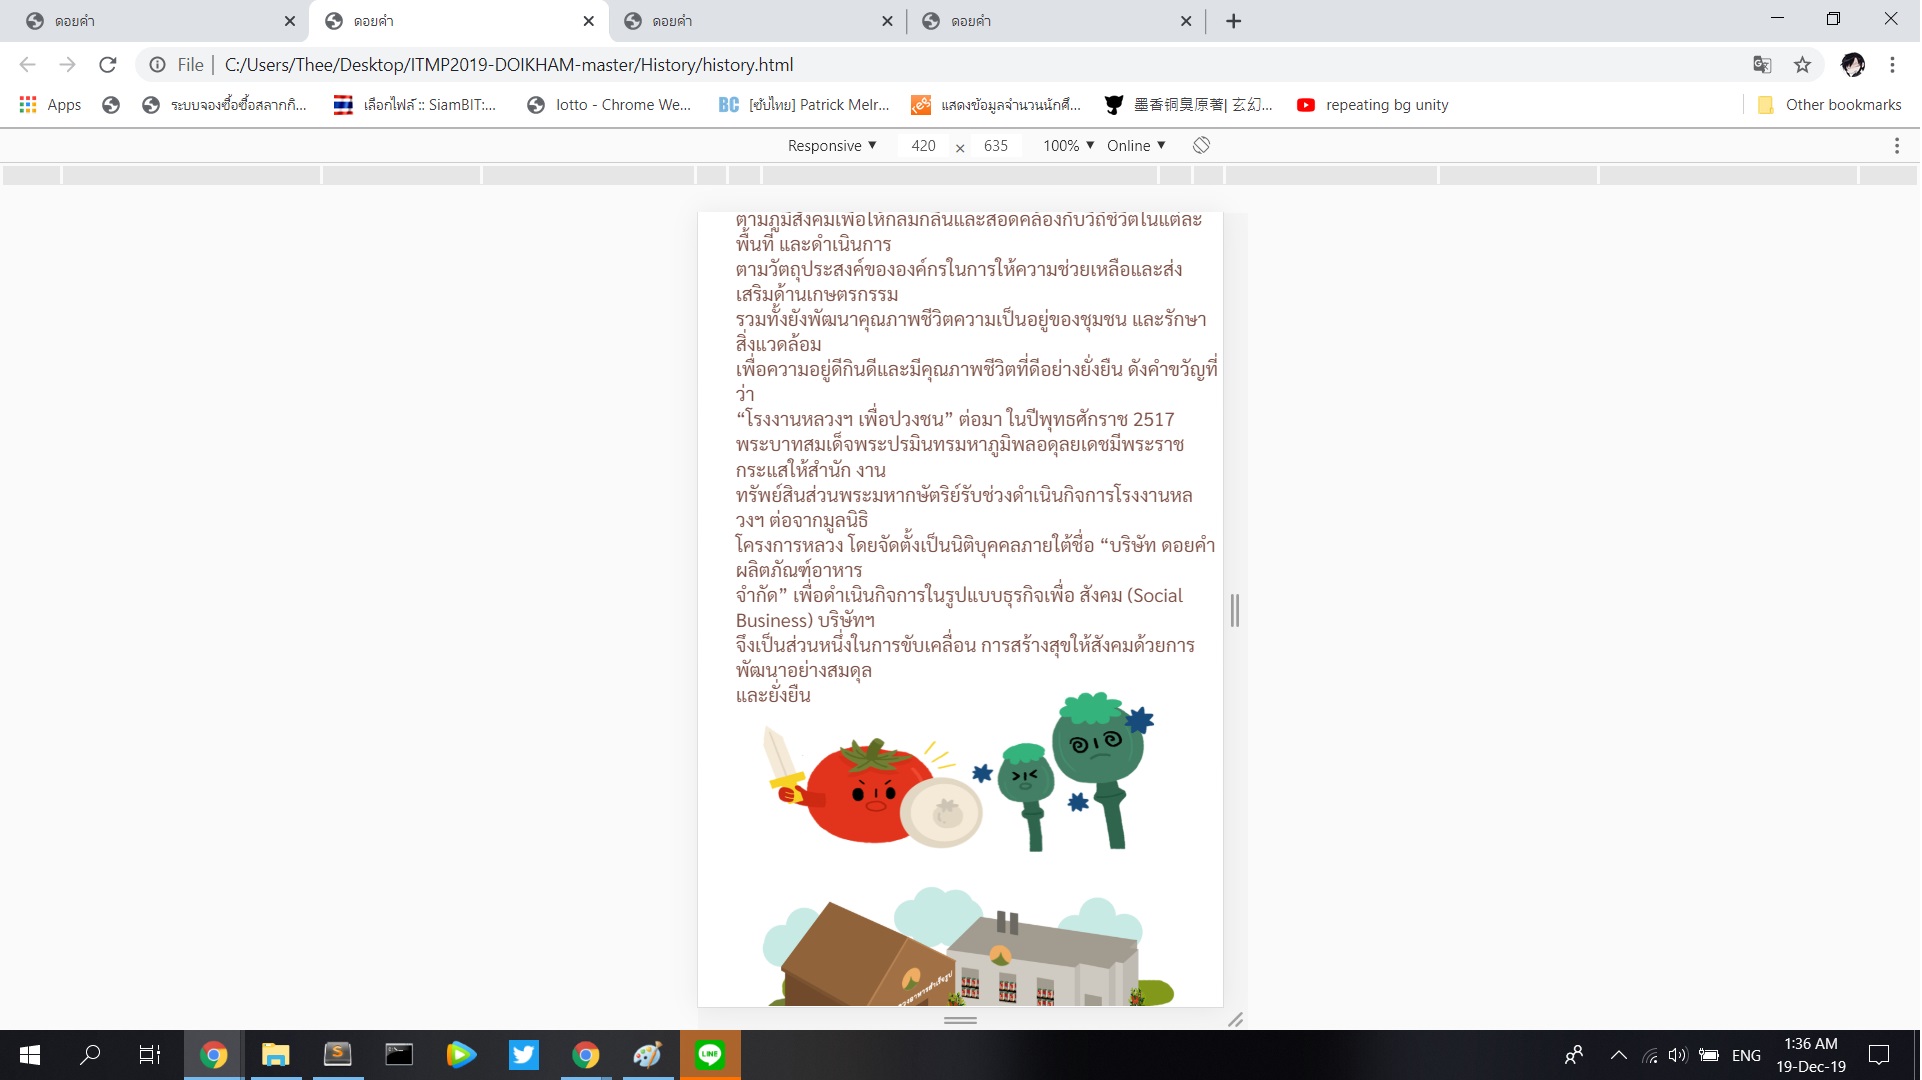 ดอยคำ
ดอยคำ
ดอยคำ
ดอยคำ
File
C:/Users/Thee/Desktop/ITMP2019-DOIKHAM-master/History/history.html
Apps
ระบบจองซื้อซื้อสลากกิ...
เลือกไฟล์ :: SiamBIT:...
lotto - Chrome We...
BC [ซับไทย] Patrick Melr...
reg แสดงข้อมูลจำนวนนักศึ...
墨香铜臭原著| 玄幻...
repeating bg unity
Other bookmarks
Responsive ▼ 420 × 635 100% ▼ Online ▼
ตามภูมิสังคมเพื่อให้กลมกลืนและสอดคล้องกับวิถีชีวิตในแต่ละ
พื้นที่ และดำเนินการ
ตามวัตถุประสงค์ขององค์กรในการให้ความช่วยเหลือและส่ง
เสริมด้านเกษตรกรรม
รวมทั้งยังพัฒนาคุณภาพชีวิตความเป็นอยู่ของชุมชน และรักษา
สิ่งแวดล้อม
เพื่อความอยู่ดีกินดีและมีคุณภาพชีวิตที่ดีอย่างยั่งยืน ดังคำขวัญที่
ว่า
“โรงงานหลวงฯ เพื่อปวงชน” ต่อมา ในปีพุทธศักราช 2517
พระบาทสมเด็จพระปรมินทรมหาภูมิพลอดุลยเดชมีพระราช
กระแสให้สำนัก งาน
ทรัพย์สินส่วนพระมหากษัตริย์รับช่วงดำเนินกิจการโรงงานหล
วงฯ ต่อจากมูลนิธิ
โครงการหลวง โดยจัดตั้งเป็นนิติบุคคลภายใต้ชื่อ “บริษัท ดอยคำ
ผลิตภัณฑ์อาหาร
จำกัด” เพื่อดำเนินกิจการในรูปแบบธุรกิจเพื่อ สังคม (Social
Business) บริษัทฯ
จึงเป็นส่วนหนึ่งในการขับเคลื่อน การสร้างสุขให้สังคมด้วยการ
พัฒนาอย่างสมดุล
และยั่งยืน
LINE
ENG
1:36 AM
19-Dec-19